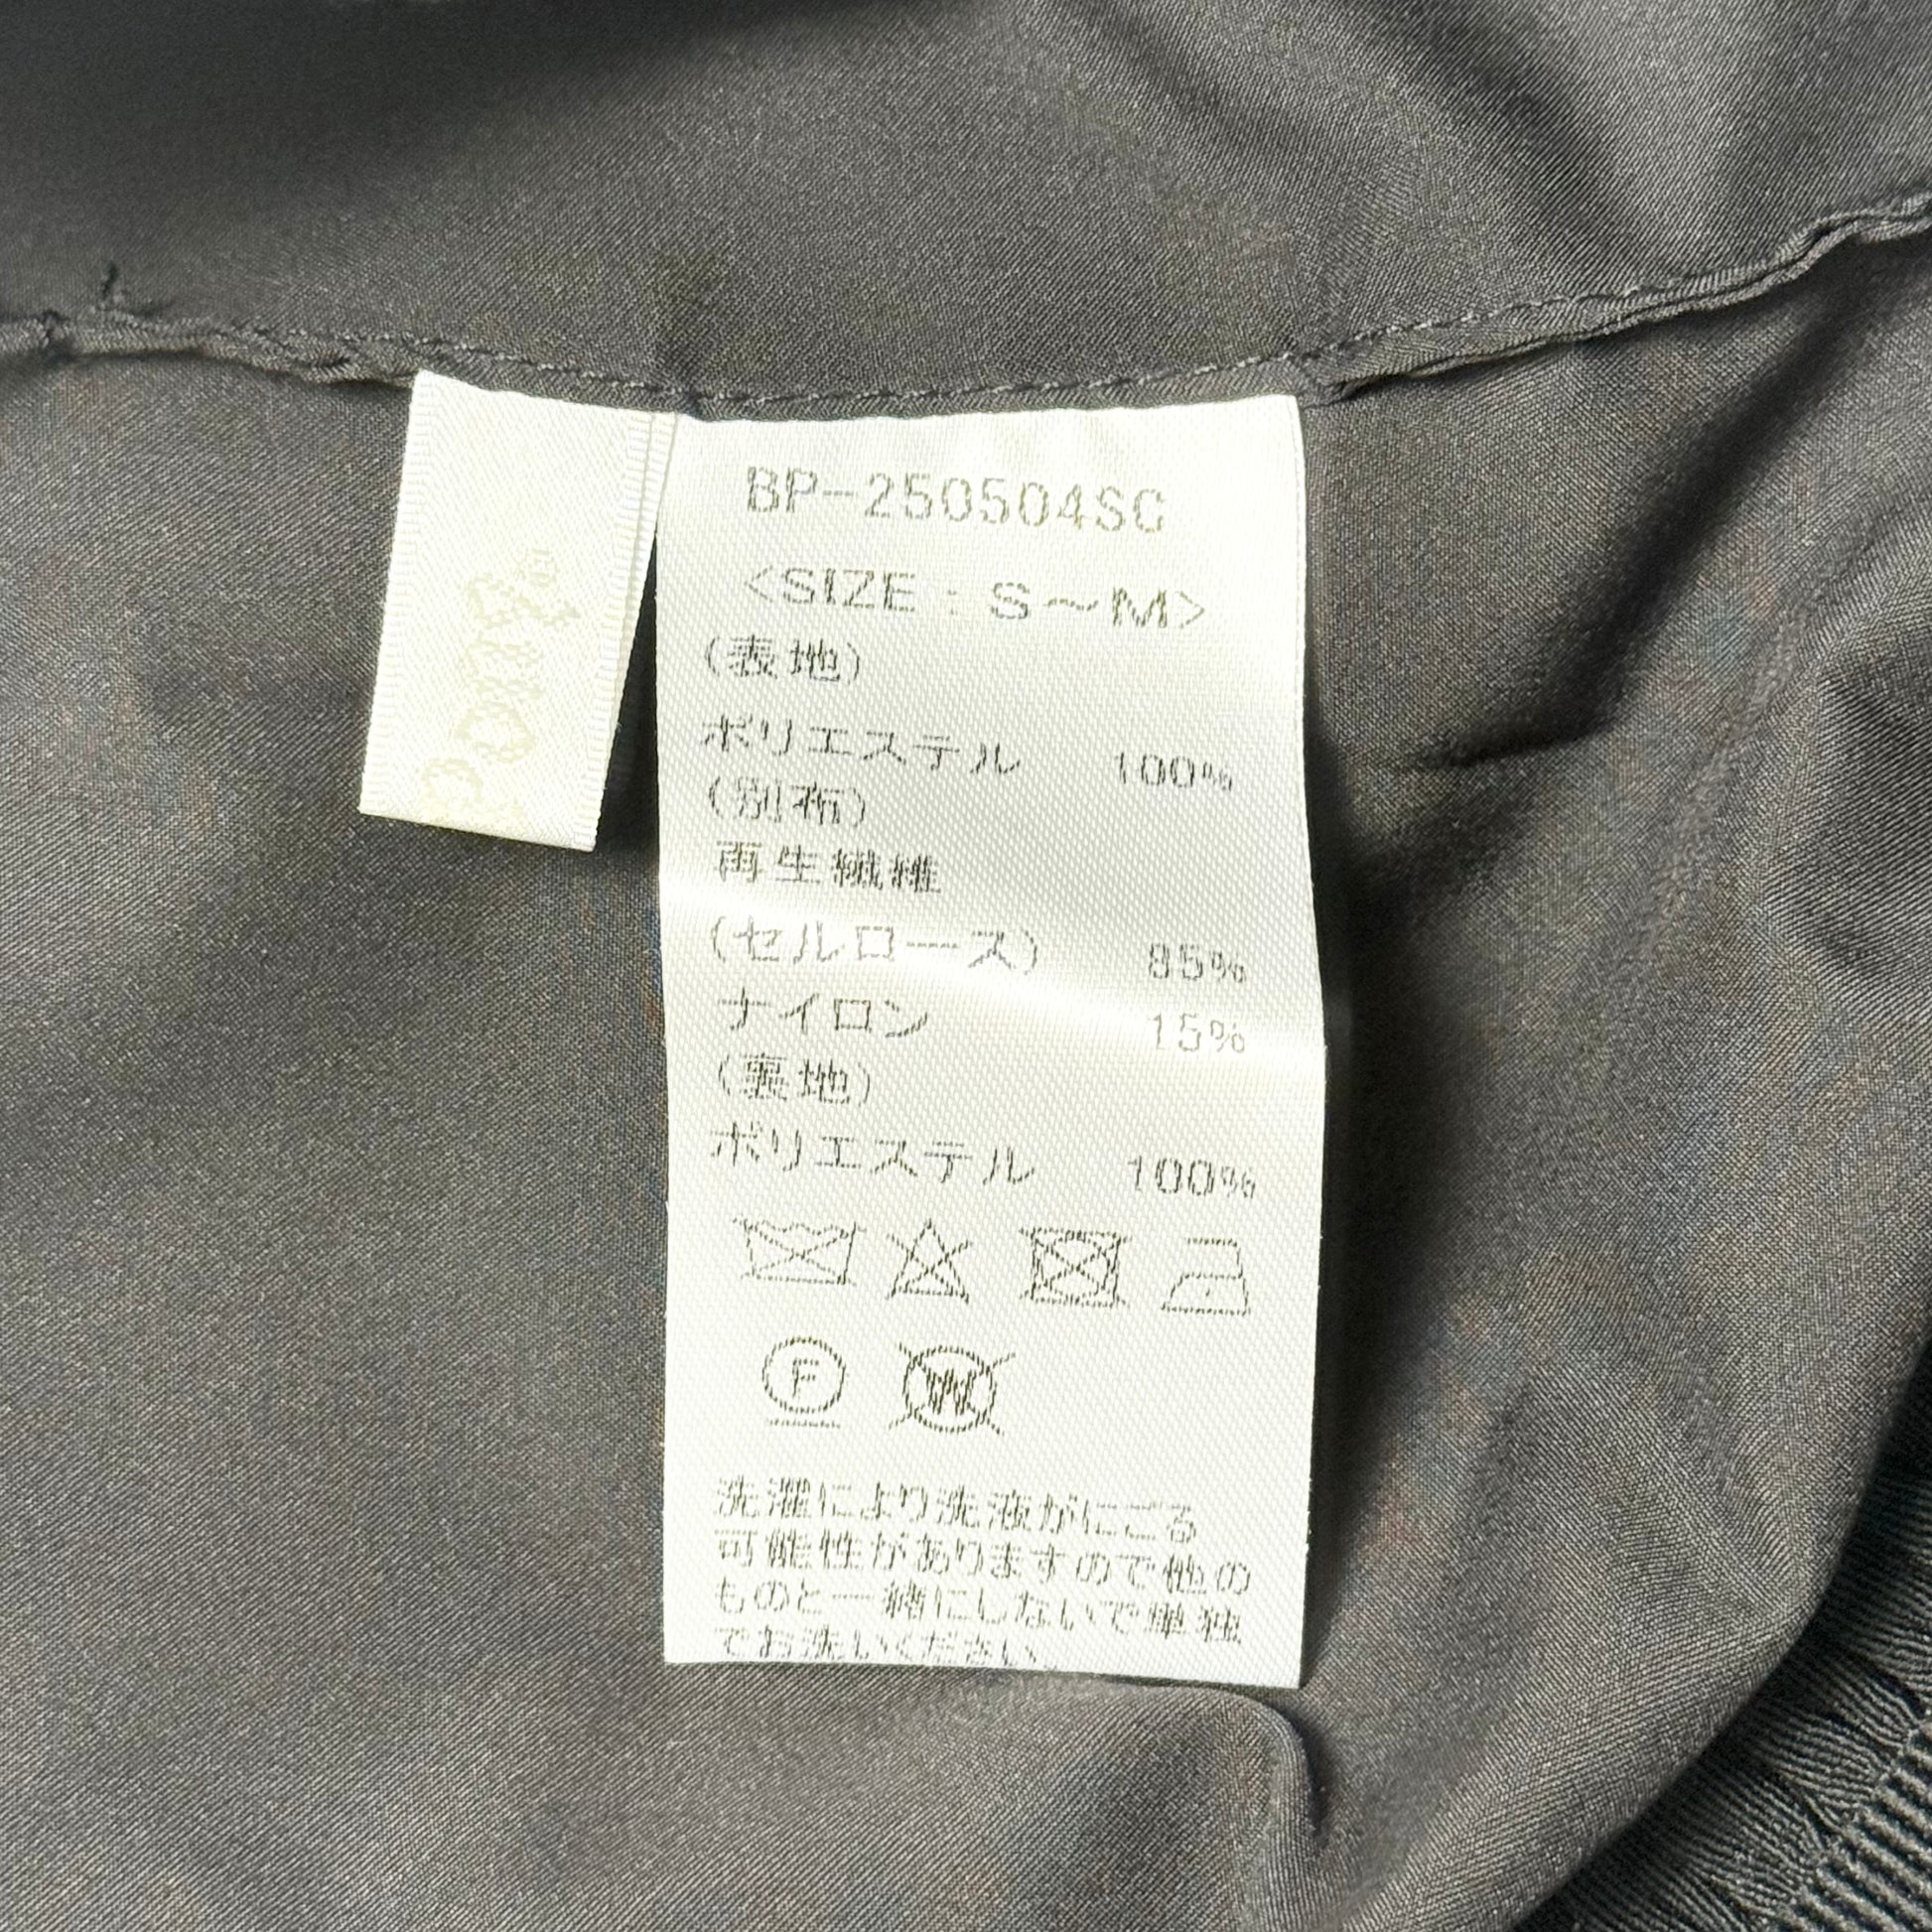 BP-250504SC
<SIZE : S～M>
(表地)
ポリエステル 100%
(別布)
再生繊維
(セルロース) 85%
ナイロン 15%
(裏地)
ポリエステル 100%
F
W
洗濯により洗液がにごる
可能性がありますので他の
ものと一緒にしないで単独
でお洗いください